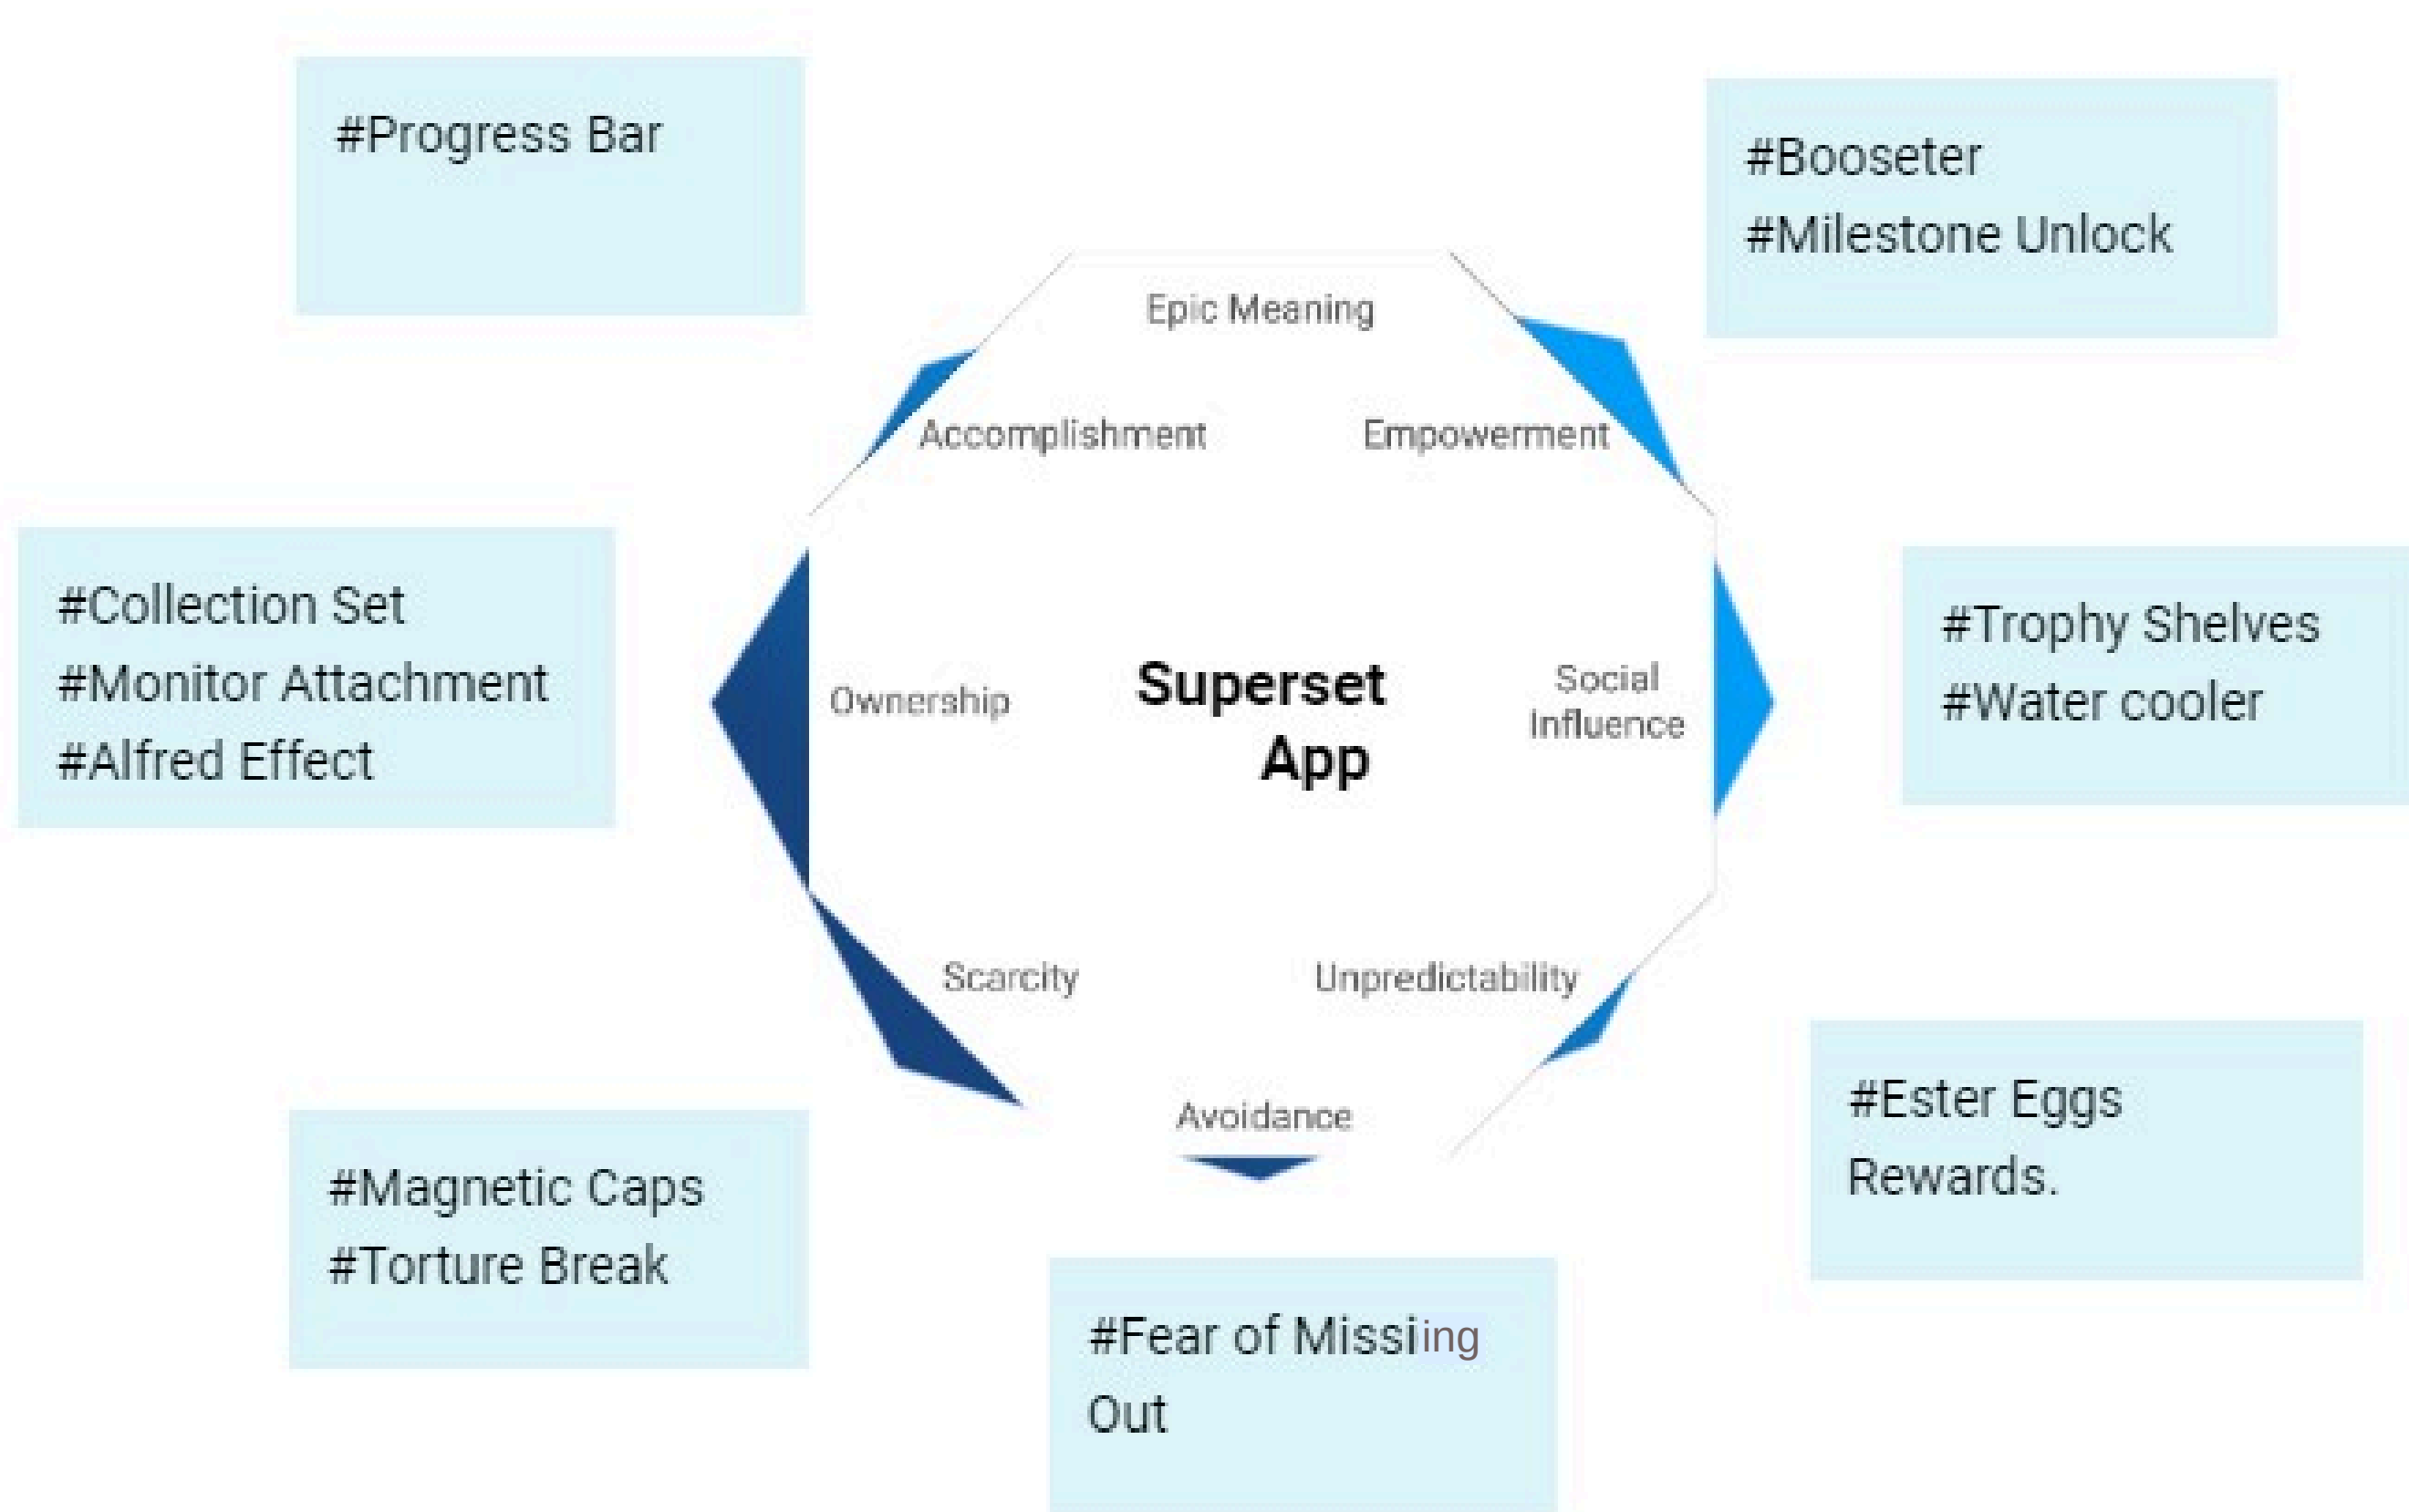 #Progress Bar
#Booseter
#Milestone Unlock
Epic Meaning
Accomplishment
Empowerment
#Collection Set
#Monitor Attachment
#Alfred Effect
Ownership
Superset
App
Social
Influence
#Trophy Shelves
#Water cooler
Scarcity
Unpredictability
Avoidance
#Magnetic Caps
#Torture Break
#Ester Eggs
Rewards.
#Fear of Missiing
Out